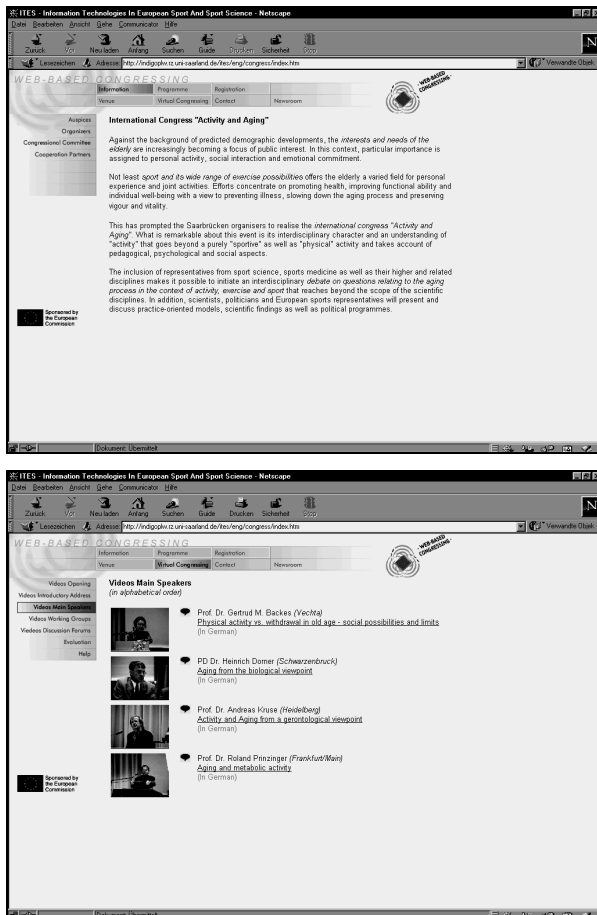 ITES - Information Technologies In European Sport And Sport Science - Netscape
Datei Bearbeiten Ansicht Gehe Communicator Hilfe
Zurück Vor Neu laden Anfang Suchen Guide Drucken Sicherheit Stop
Lesezeichen Adresse: http://indigoplw.rz.uni-saarland.de/ites/eng/congress/index.htm Verwandte Objek
WEB-BASED CONGRESSING
WEB-BASED CONGRESSING
Information Programme Registration
Venue Virtual Congressing Contact Newsroom
Auspices
Organizers
Congressional Committee
Cooperation Partners
International Congress "Activity and Aging"
Against the background of predicted demographic developments, the interests and needs of the
elderly are increasingly becoming a focus of public interest. In this context, particular importance is
assigned to personal activity, social interaction and emotional commitment.
Not least sport and its wide range of exercise possibilities offers the elderly a varied field for personal
experience and joint activities. Efforts concentrate on promoting health, improving functional ability and
individual well-being with a view to preventing illness, slowing down the aging process and preserving
vigour and vitality.
This has prompted the Saarbrücken organisers to realise the international congress "Activity and
Aging". What is remarkable about this event is its interdisciplinary character and an understanding of
"activity" that goes beyond a purely "sportive" as well as "physical" activity and takes account of
pedagogical, psychological and social aspects.
The inclusion of representatives from sport science, sports medicine as well as their higher and related
disciplines makes it possible to initiate an interdisciplinary debate on questions relating to the aging
process in the context of activity, exercise and sport that reaches beyond the scope of the scientific
disciplines. In addition, scientists, politicians and European sports representatives will present and
discuss practice-oriented models, scientific findings as well as political programmes.
Sponsored by
the European
Commission
Dokument: Übermittelt
ITES - Information Technologies In European Sport And Sport Science - Netscape
Datei Bearbeiten Ansicht Gehe Communicator Hilfe
Zurück Vor Neu laden Anfang Suchen Guide Drucken Sicherheit Stop
Lesezeichen Adresse: http://indigoplw.rz.uni-saarland.de/ites/eng/congress/index.htm Verwandte Objek
WEB-BASED CONGRESSING
WEB-BASED CONGRESSING
Information Programme Registration
Venue Virtual Congressing Contact Newsroom
Videos Opening
Videos Introductory Address
Videos Main Speakers
Videos Working Groups
Viedeos Discussion Forums
Evaluation
Help
Videos Main Speakers
(in alphabetical order)
Prof. Dr. Gertrud M. Backes (Vechta)
Physical activity vs. withdrawal in old age - social possibilities and limits
(In German)
PD Dr. Heinrich Domer (Schwarzenbruck)
Aging from the biological viewpoint
(In German)
Prof. Dr. Andreas Kruse (Heidelberg)
Activity and Aging from a gerontological viewpoint
(In German)
Prof. Dr. Roland Prinzinger (Frankfurt/Main)
Aging and metabolic activity
(In German)
Sponsored by
the European
Commission
Dokument: Übermittelt